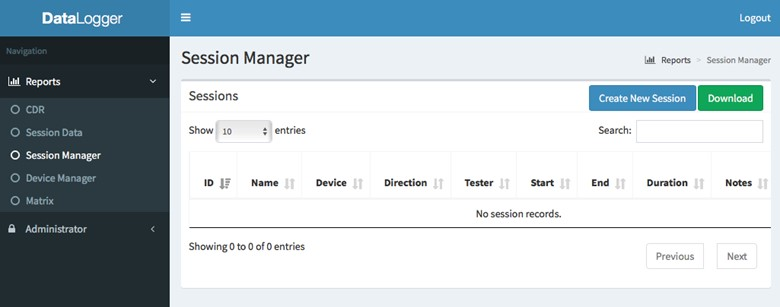 DataLogger
Logout
Navigation
Reports
CDR
Session Data
Session Manager
Device Manager
Matrix
Administrator
Session Manager
Reports > Session Manager
Sessions
Create New Session
Download
Show 10 entries
Search:
ID Name Device Direction Tester Start End Duration Notes
No session records.
Showing 0 to 0 of 0 entries
Previous
Next